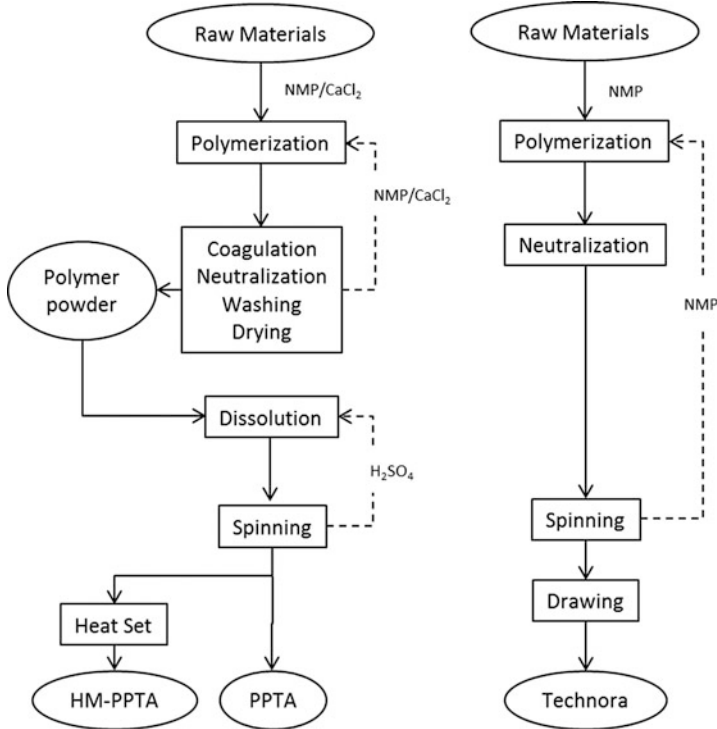 Raw Materials
NMP/CaCl₂
Polymerization
NMP/CaCl₂
Coagulation
Neutralization
Washing
Drying
Polymer
powder
Dissolution
H₂SO₄
Spinning
Heat Set
HM-PPTA
PPTA
Raw Materials
NMP
Polymerization
Neutralization
NMP
Spinning
Drawing
Technora